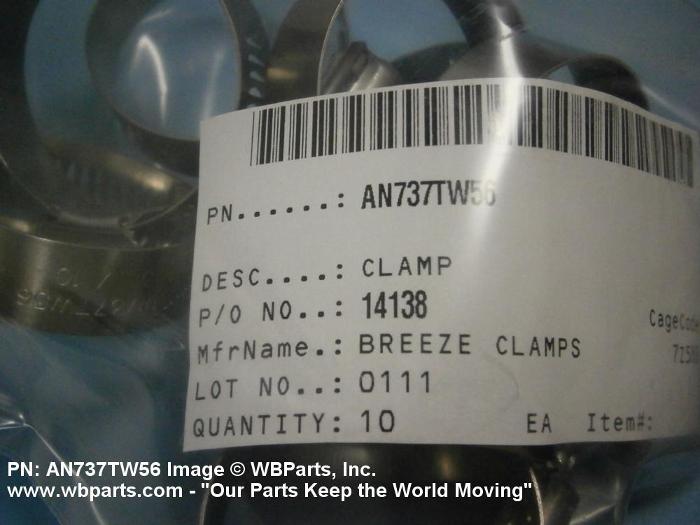 PN......: AN737TW56
DESC....: CLAMP
P/O NO..: 14138
CageCode
MfrName.: BREEZE CLAMPS
LOT NO..: 0111
QUANTITY: 10 EA Item#:
PN: AN737TW56 Image © WBParts, Inc.
www.wbparts.com - "Our Parts Keep the World Moving"